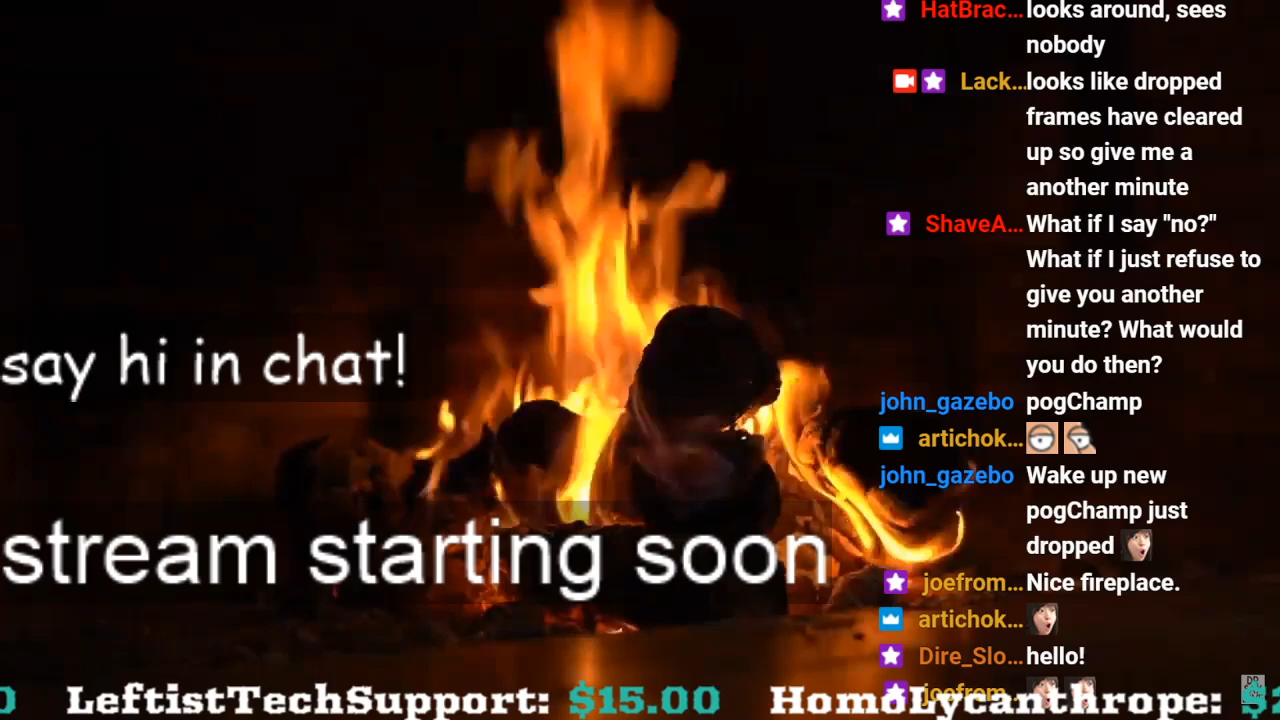 HatBrac… looks around, sees
nobody
Lack… looks like dropped
frames have cleared
up so give me a
another minute
ShaveA… What if I say "no?"
What if I just refuse to
give you another
minute? What would
you do then?
say hi in chat!
john_gazebo pogChamp
artichok…
john_gazebo Wake up new
pogChamp just
dropped
stream starting soon
joefrom… Nice fireplace.
artichok…
Dire_Slo… hello!
joefrom…
0 LeftistTechSupport: $15.00 HomoLycanthrope: